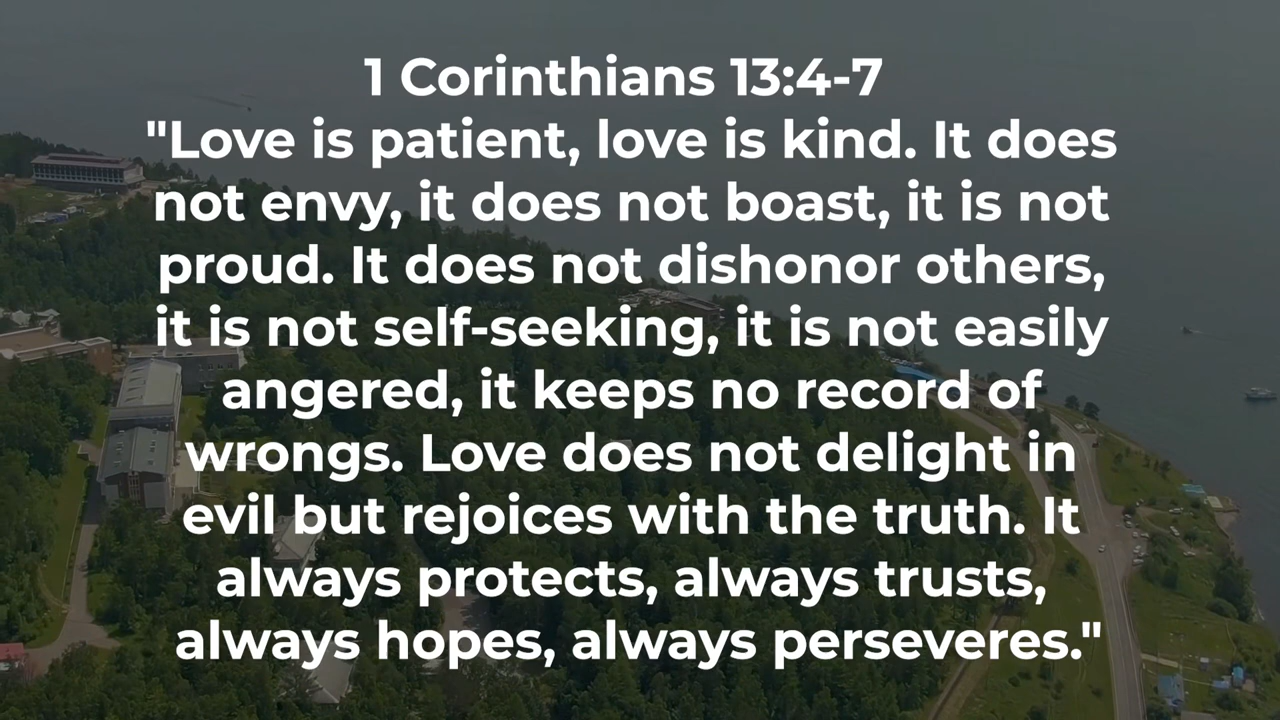 1 Corinthians 13:4-7
"Love is patient, love is kind. It does
not envy, it does not boast, it is not
proud. It does not dishonor others,
it is not self-seeking, it is not easily
angered, it keeps no record of
wrongs. Love does not delight in
evil but rejoices with the truth. It
always protects, always trusts,
always hopes, always perseveres."